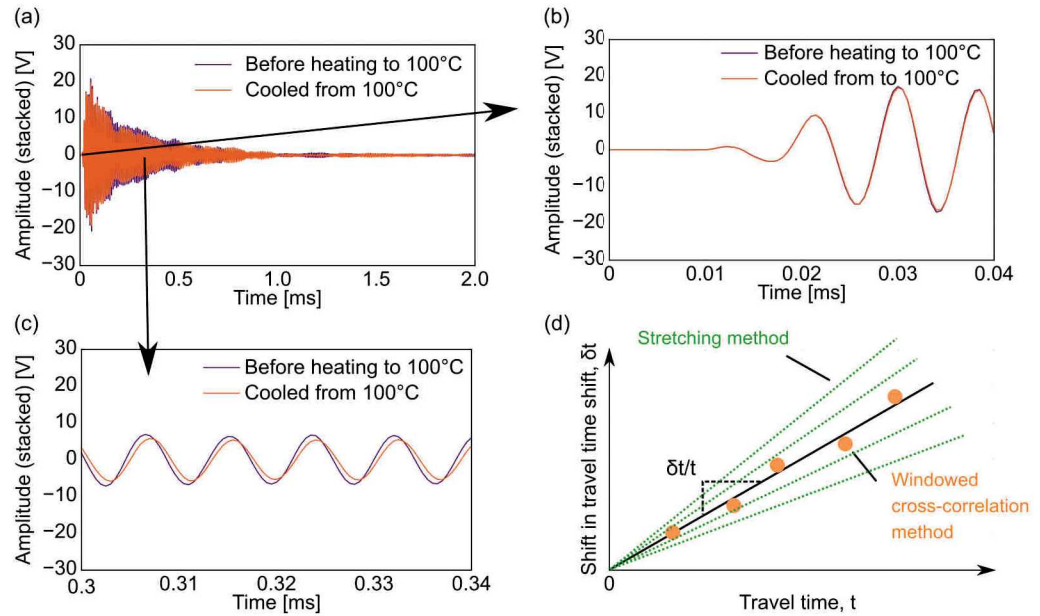 (a)
Amplitude (stacked) [V]
30
20
10
0
−10
−20
−30
Before heating to 100°C
Cooled from 100°C
0
0.5
1.0
1.5
2.0
Time [ms]
(b)
Amplitude (stacked) [V]
30
20
10
0
−10
−20
−30
Before heating to 100°C
Cooled from to 100°C
0
0.01
0.02
0.03
0.04
Time [ms]
(c)
Amplitude (stacked) [V]
30
20
10
0
−10
−20
−30
Before heating to 100°C
Cooled from 100°C
0.3
0.31
0.32
0.33
0.34
Time [ms]
(d)
Stretching method
Shift in travel time shift, δt
δt/t
Windowed
cross-correlation
method
0
Travel time, t